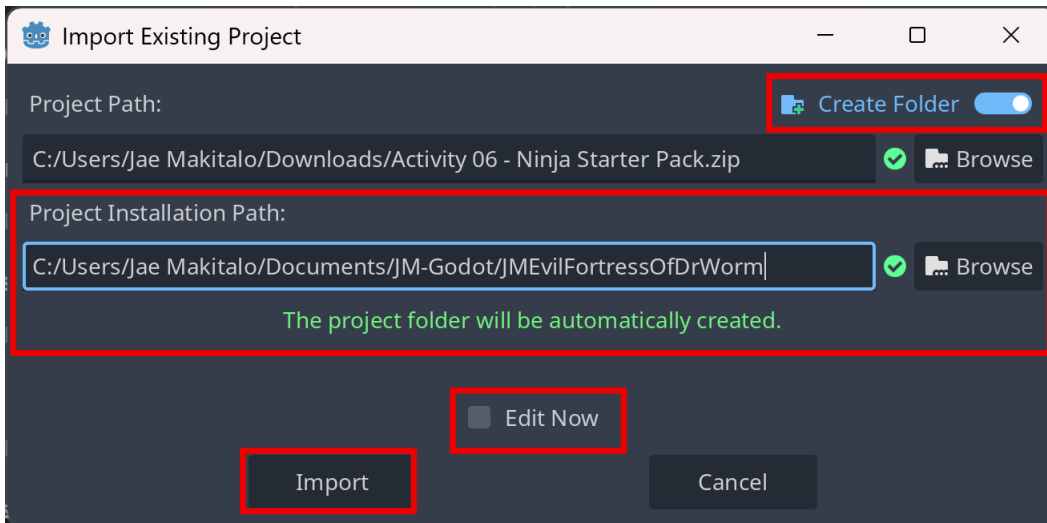 Import Existing Project
Project Path:
Create Folder
C:/Users/Jae Makitalo/Downloads/Activity 06 - Ninja Starter Pack.zip
Browse
Project Installation Path:
C:/Users/Jae Makitalo/Documents/JM-Godot/JMEvilFortressOfDrWorm
Browse
The project folder will be automatically created.
Edit Now
Import
Cancel